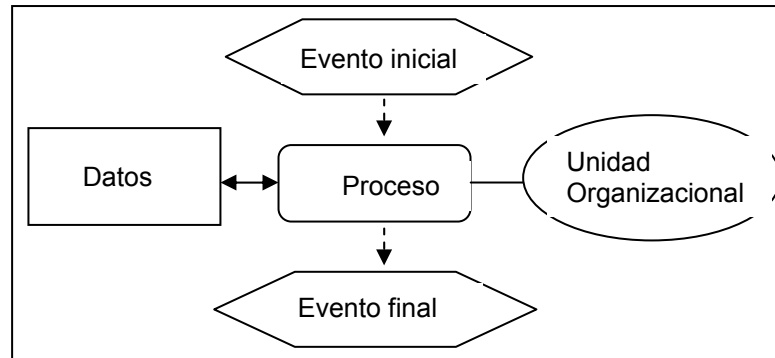 Evento inicial
Datos
Proceso
Unidad
Organizacional
Evento final